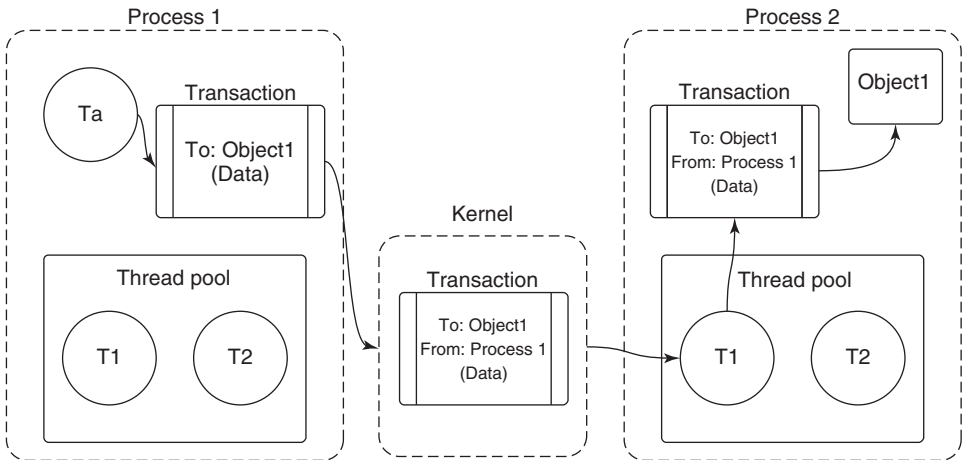 Process 1
Ta
Transaction
To: Object1
(Data)
Thread pool
T1
T2
Kernel
Transaction
To: Object1
From: Process 1
(Data)
Process 2
Transaction
To: Object1
From: Process 1
(Data)
Object1
Thread pool
T1
T2